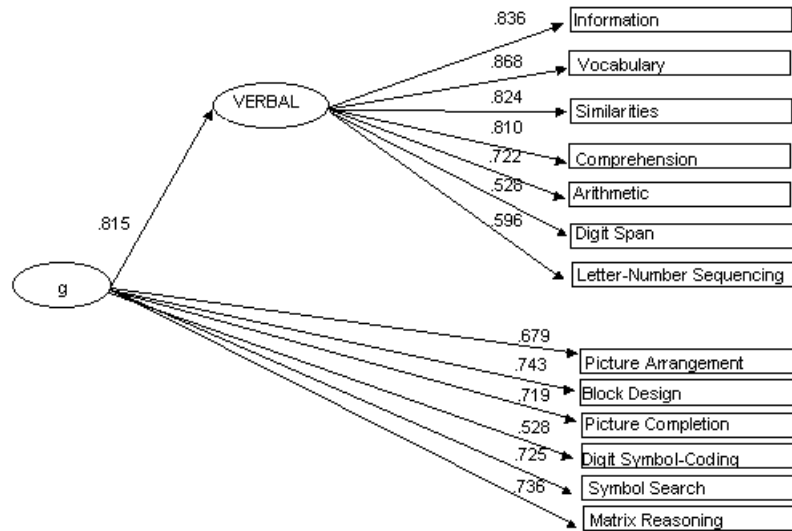 .836
Information
.868
Vocabulary
VERBAL
.824
Similarities
.810
Comprehension
.722
Arithmetic
.528
Digit Span
.596
Letter-Number Sequencing
.815
g
.679
Picture Arrangement
.743
Block Design
.719
Picture Completion
.528
Digit Symbol-Coding
.725
Symbol Search
.736
Matrix Reasoning